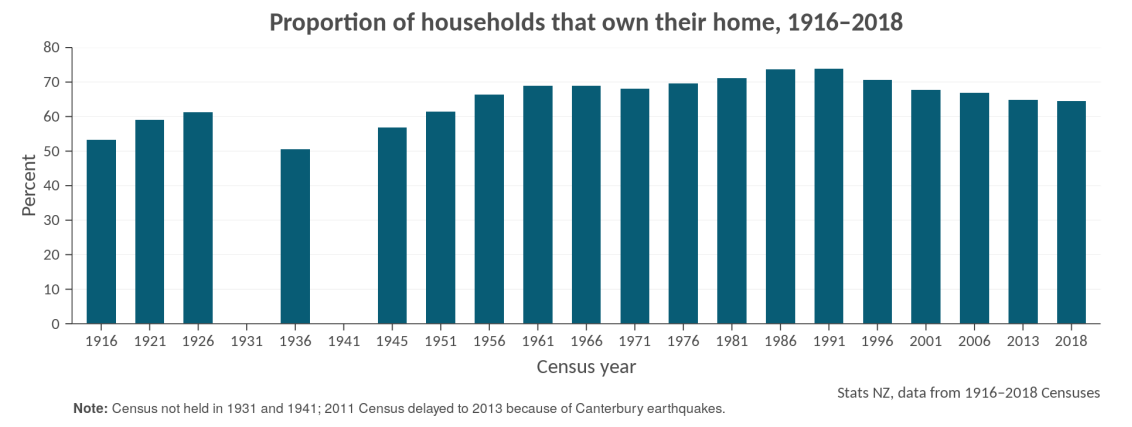 Proportion of households that own their home, 1916–2018
80
70
60
50
40
30
20
10
0
Percent
1916 1921 1926 1931 1936 1941 1945 1951 1956 1961 1966 1971 1976 1981 1986 1991 1996 2001 2006 2013 2018
Census year
Stats NZ, data from 1916–2018 Censuses
Note: Census not held in 1931 and 1941; 2011 Census delayed to 2013 because of Canterbury earthquakes.